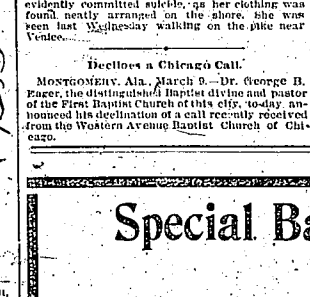 evidently committed suicide, as her clothing was
found neatly arranged on the shore. She was
seen last Wednesday walking on the pike near
Venice.
Declines a Chicago Call.
MONTGOMERY, Ala., March 9.—Dr. George B.
Eager, the distinguished Baptist divine and pastor
of the First Baptist Church of this city, to-day an-
nounced his declination of a call recently received
from the Western Avenue Baptist Church of Chi-
cago.
Special Ba